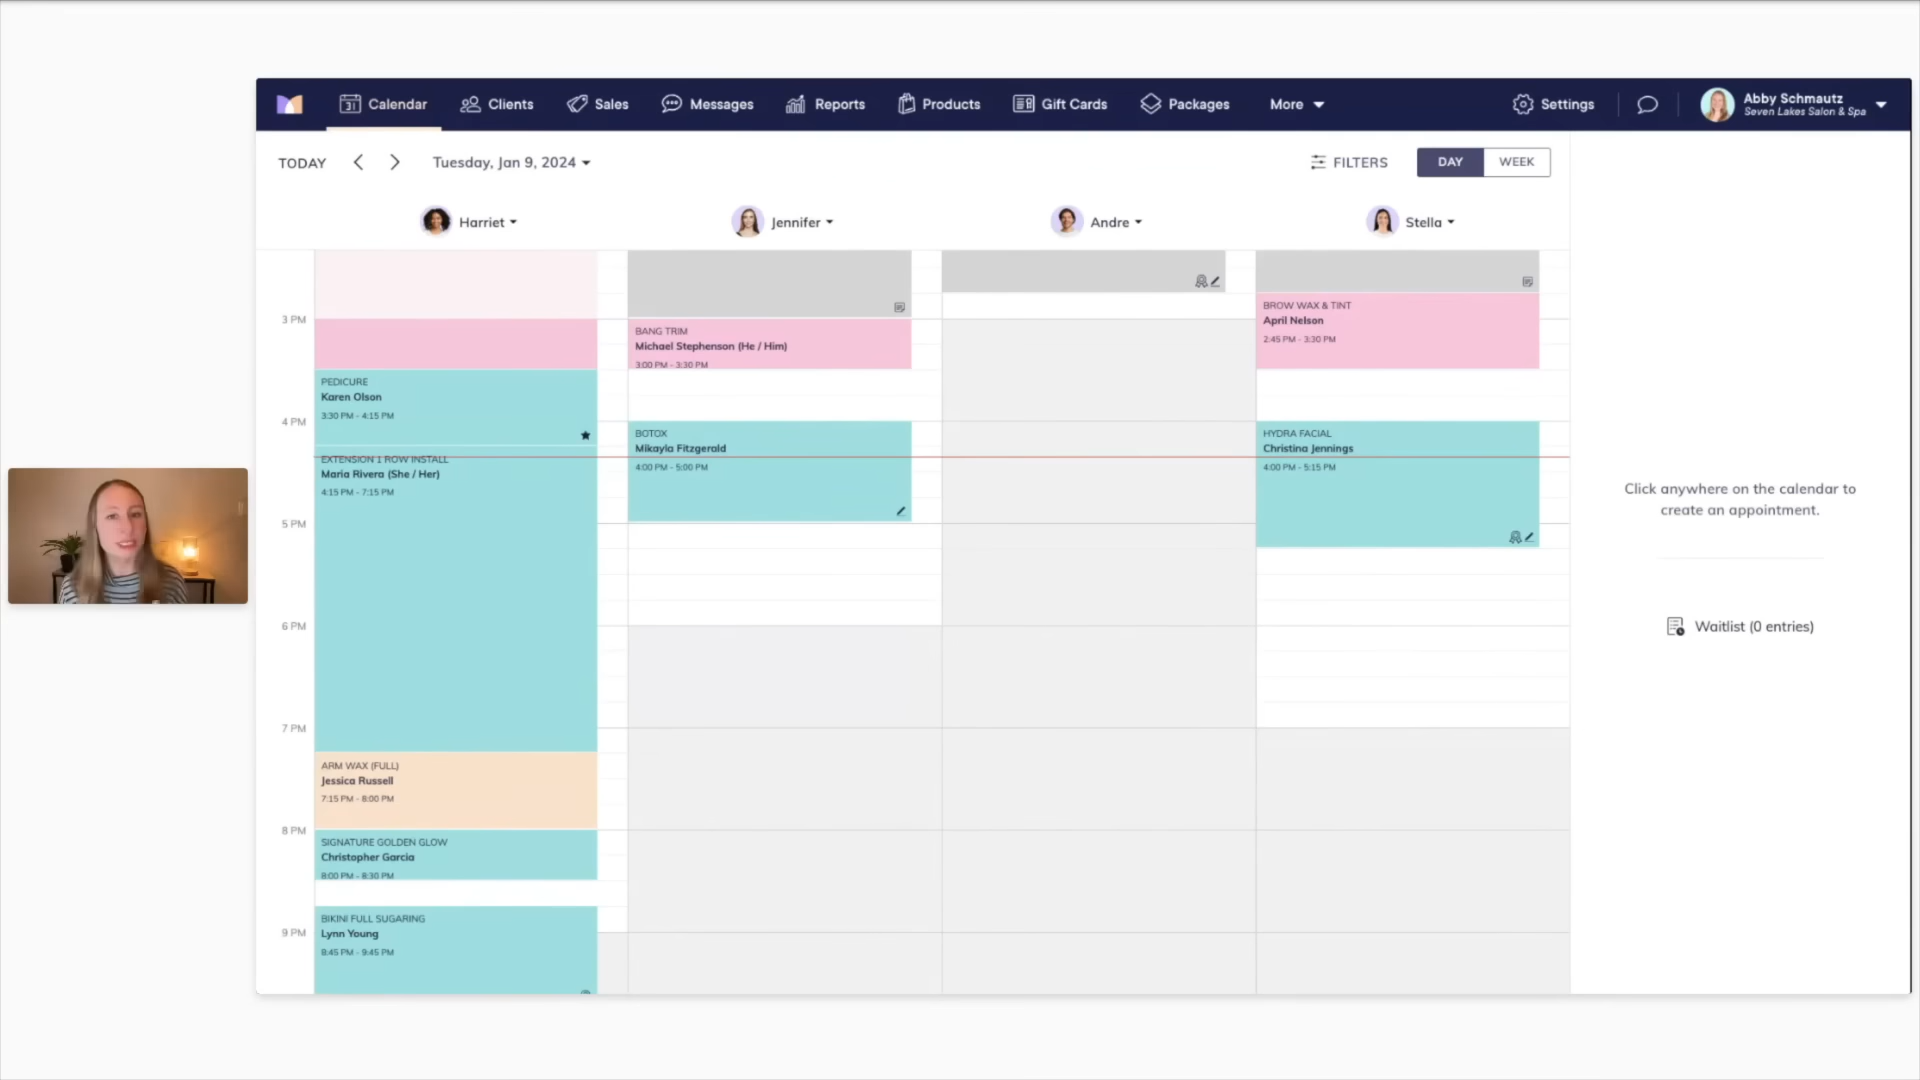 31 Calendar
Clients
Sales
Messages
Reports
Products
Gift Cards
Packages
More
Settings
Abby Schmautz
Seven Lakes Salon & Spa
TODAY
Tuesday, Jan 9, 2024
FILTERS
DAY
WEEK
Harriet
Jennifer
Andre
Stella
3 PM
4 PM
5 PM
6 PM
7 PM
8 PM
9 PM
PEDICURE
Karen Olson
3:30 PM - 4:15 PM
EXTENSION 1 ROW INSTALL
Maria Rivera (She / Her)
4:15 PM - 7:15 PM
ARM WAX (FULL)
Jessica Russell
7:15 PM - 8:00 PM
SIGNATURE GOLDEN GLOW
Christopher Garcia
8:00 PM - 8:30 PM
BIKINI FULL SUGARING
Lynn Young
8:45 PM - 9:45 PM
BANG TRIM
Michael Stephenson (He / Him)
3:00 PM - 3:30 PM
BOTOX
Mikayla Fitzgerald
4:00 PM - 5:00 PM
BROW WAX & TINT
April Nelson
2:45 PM - 3:30 PM
HYDRA FACIAL
Christina Jennings
4:00 PM - 5:15 PM
Click anywhere on the calendar to
create an appointment.
Waitlist (0 entries)